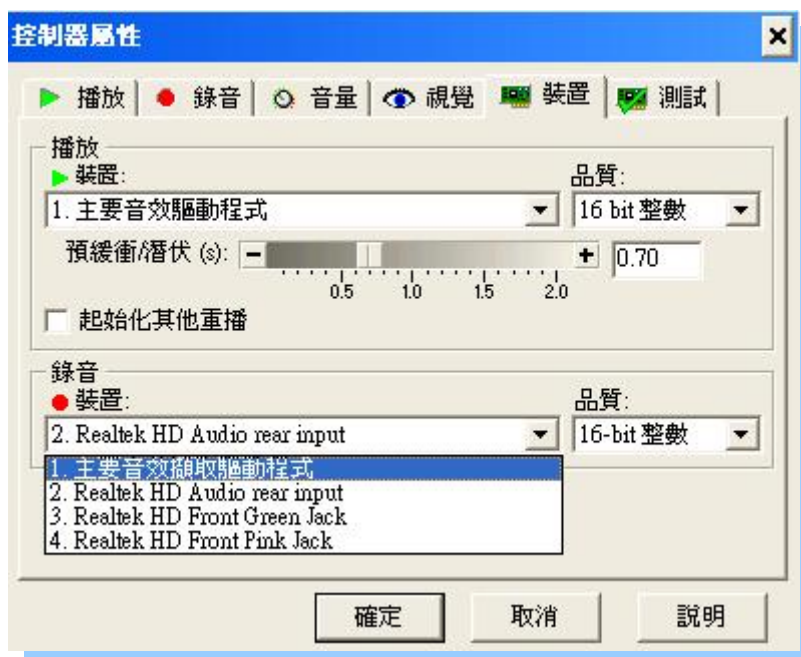 控制器屬性
播放 錄音 音量 視覺 裝置 測試
播放
裝置: 品質:
1. 主要音效驅動程式 16 bit 整數
預緩衝/潛伏 (s): 0.70
0.5 1.0 1.5 2.0
起始化其他重播
錄音
裝置: 品質:
2. Realtek HD Audio rear input 16-bit 整數
1. 主要音效擷取驅動程式
2. Realtek HD Audio rear input
3. Realtek HD Front Green Jack
4. Realtek HD Front Pink Jack
確定 取消 說明